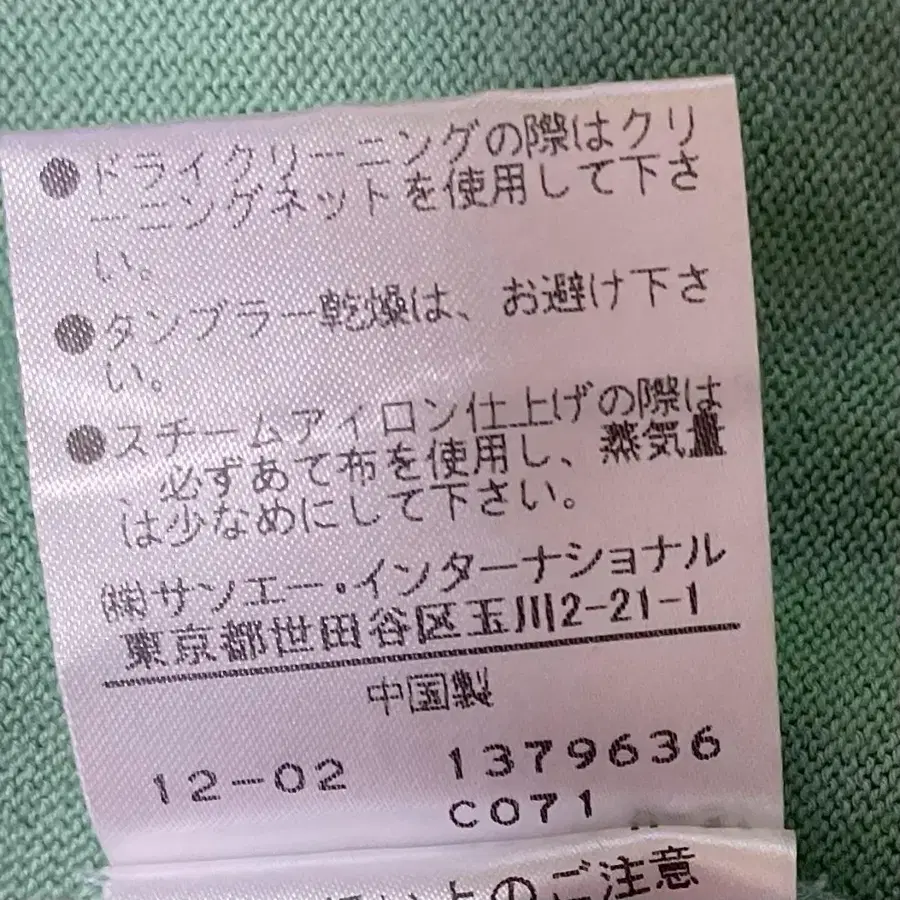 ●ドライクリーニングの際はクリ
ーニングネットを使用して下さ
い。
●タンブラー乾燥は、お避け下さ
い。
●スチームアイロン仕上げの際は
、必ずあて布を使用し、蒸気量
は少なめにして下さい。
㈱サンエー・インターナショナル
東京都世田谷区玉川2-21-1
中国製
12-02 1379636
C071
のご注意